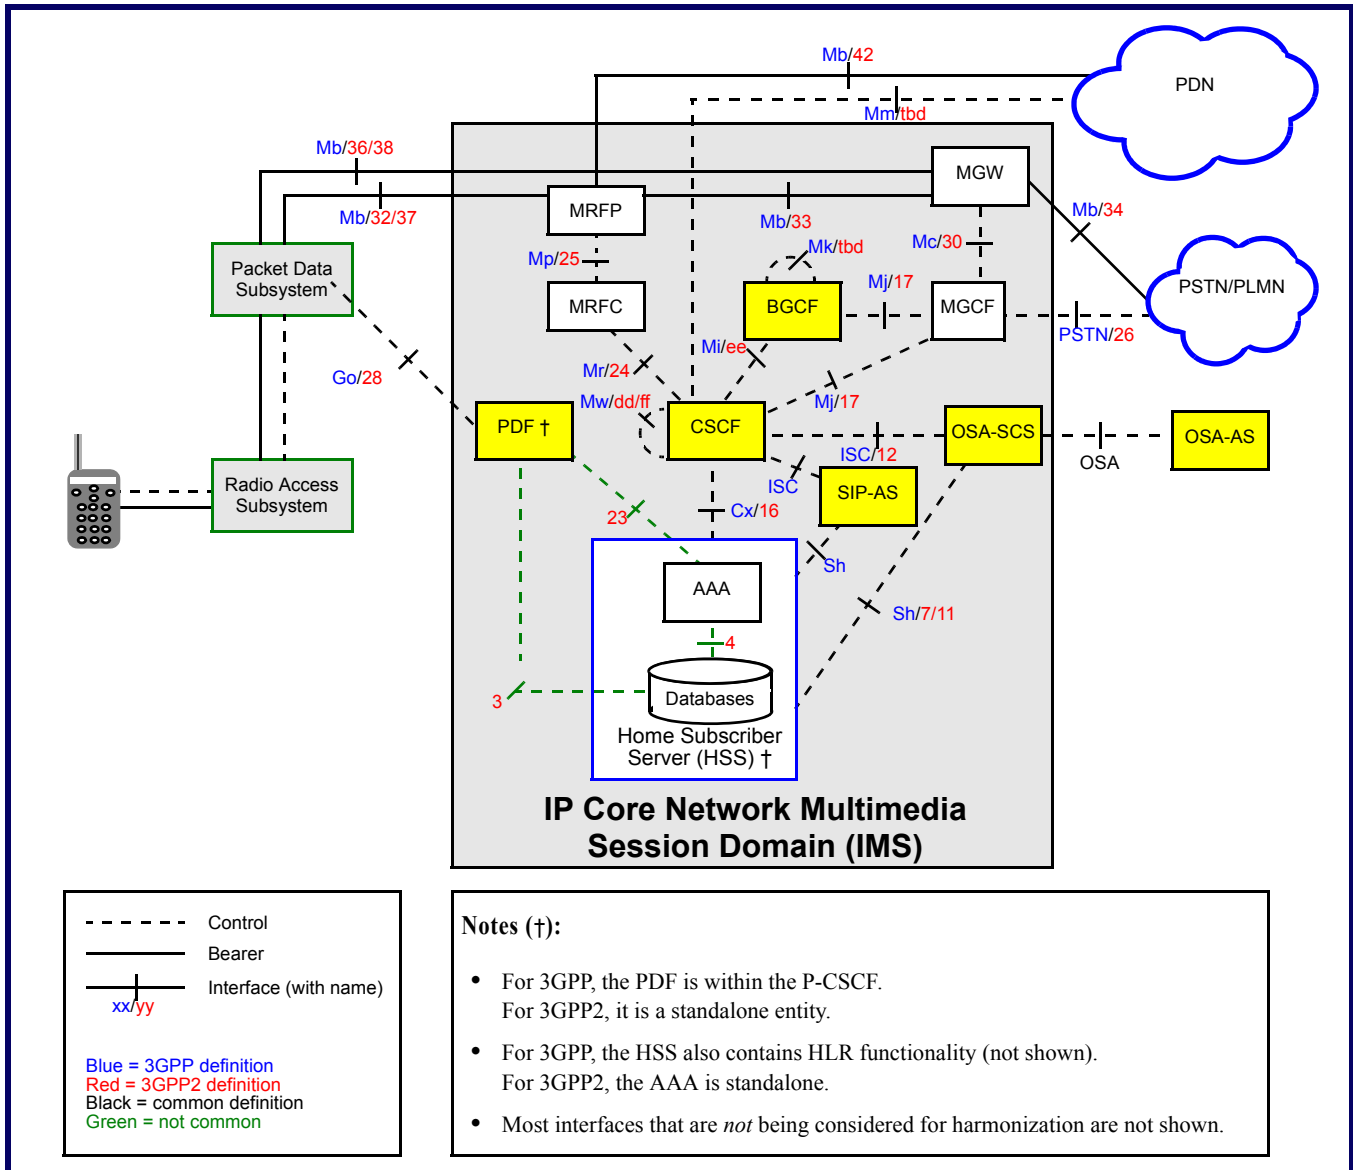 Mb/42
PDN
Mm/tbd
Mb/36/38
MGW
MRFP
Mb/32/37
Mb/33
Mb/34
Mk/tbd
Mc/30
Packet Data
Subsystem
Mp/25
Mj/17
PSTN/PLMN
MRFC
BGCF
MGCF
PSTN/26
Mi/ee
Go/28
Mr/24
Mw/dd/ff
Mj/17
PDF †
CSCF
OSA-SCS
OSA-AS
ISC/12
OSA
Radio Access
Subsystem
ISC
SIP-AS
23
Cx/16
Sh
AAA
Sh/7/11
4
3
Databases
Home Subscriber
Server (HSS) †
IP Core Network Multimedia
Session Domain (IMS)
Control
Bearer
Interface (with name)
xx/yy
Blue = 3GPP definition
Red = 3GPP2 definition
Black = common definition
Green = not common
Notes (†):
• For 3GPP, the PDF is within the P-CSCF.
For 3GPP2, it is a standalone entity.
• For 3GPP, the HSS also contains HLR functionality (not shown).
For 3GPP2, the AAA is standalone.
• Most interfaces that are not being considered for harmonization are not shown.